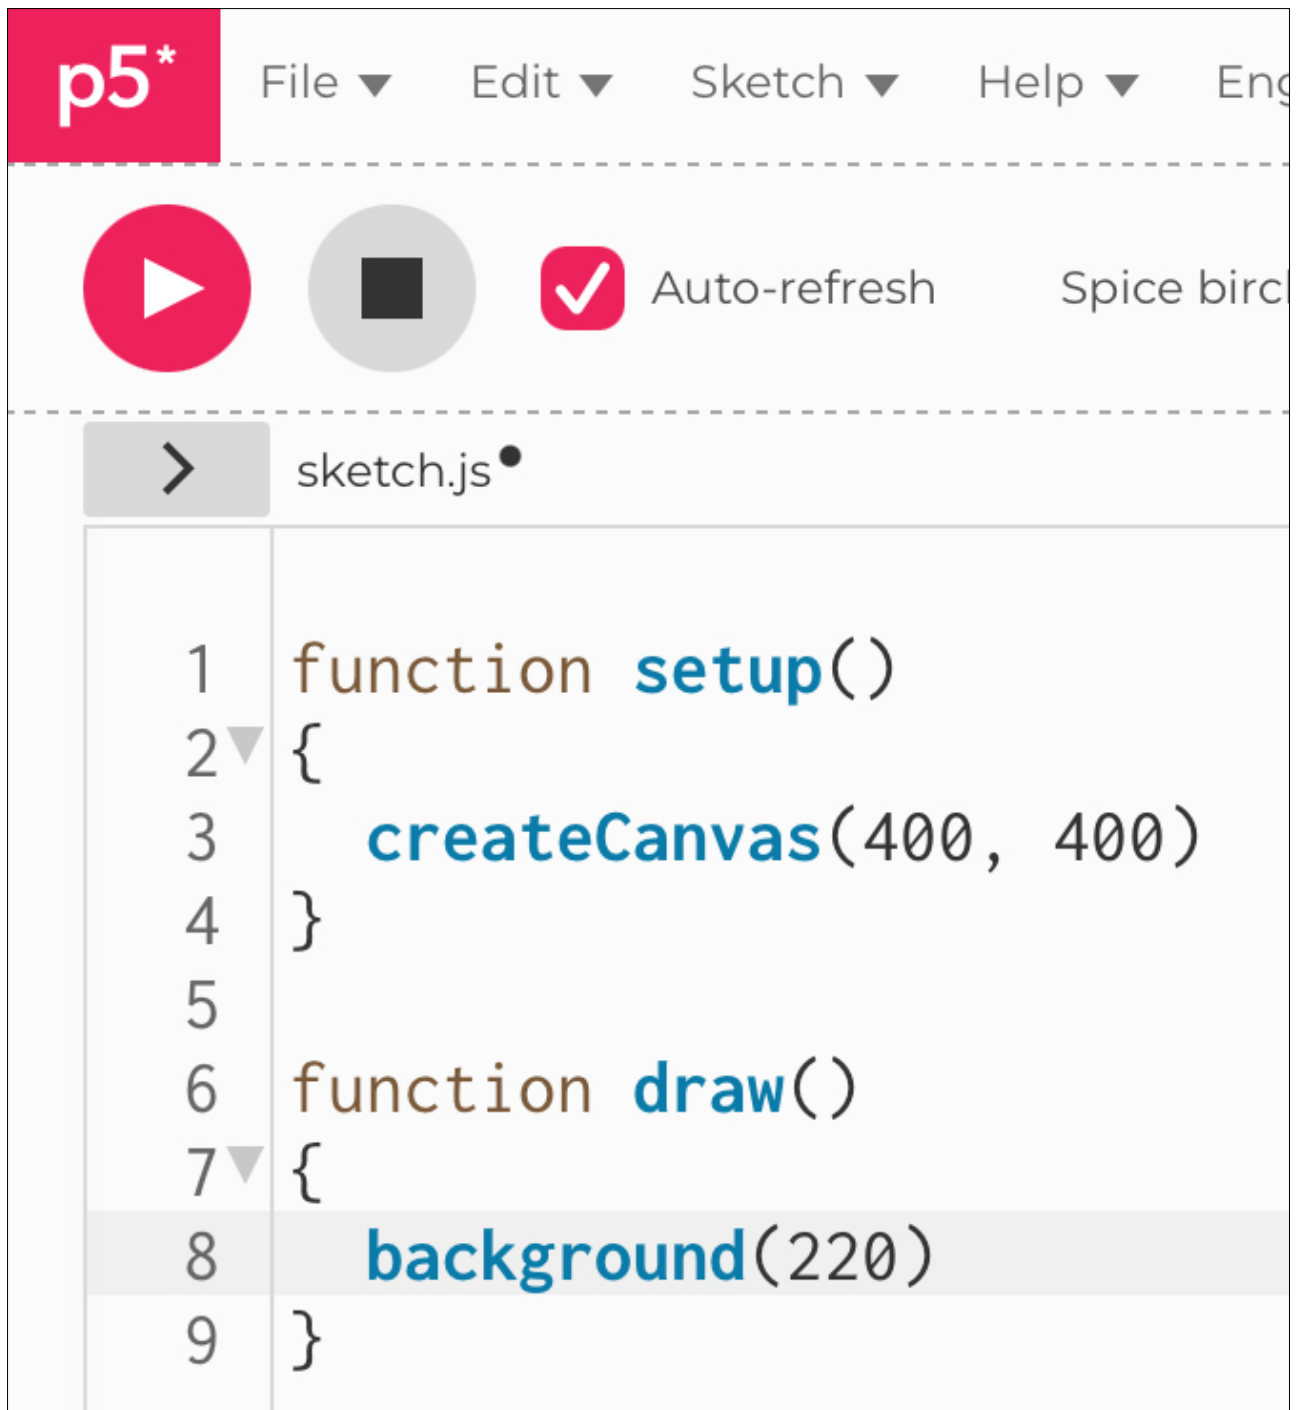 p5*
File
Edit
Sketch
Help
Auto-refresh
Spice
sketch.js
1 function setup()
2 {
3 createCanvas(400, 400)
4 }
5
6 function draw()
7 {
8 background(220)
9 }